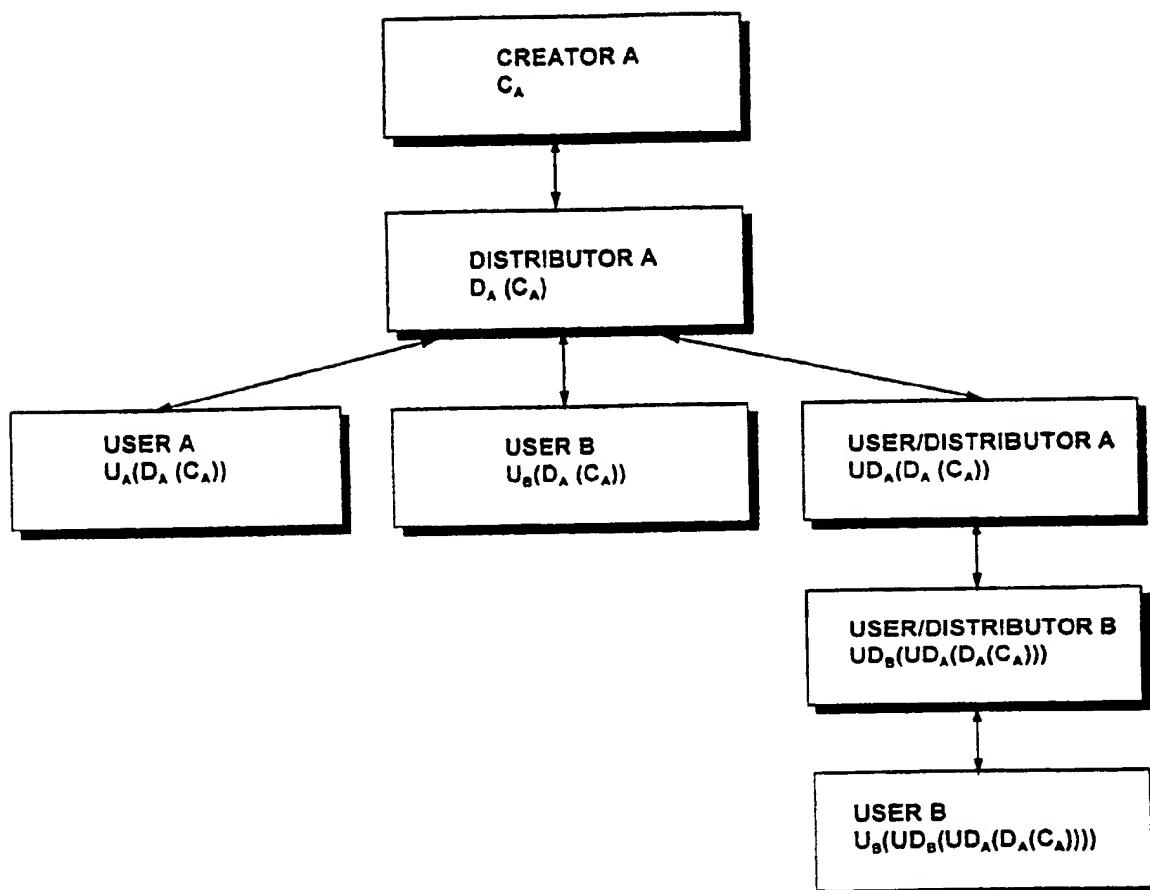 CREATOR A
C_A
DISTRIBUTOR A
D_A (C_A)
USER A
U_A(D_A (C_A))
USER B
U_B(D_A (C_A))
USER/DISTRIBUTOR A
UD_A(D_A (C_A))
USER/DISTRIBUTOR B
UD_B(UD_A(D_A(C_A)))
USER B
U_B(UD_B(UD_A(D_A(C_A))))